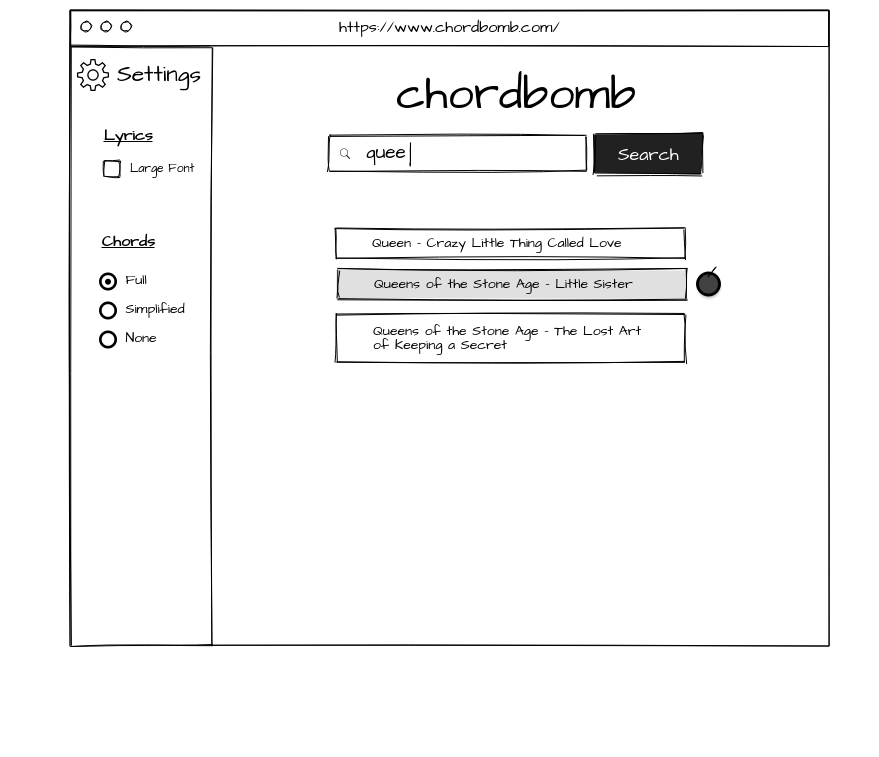 https://www.chordbomb.com/
Settings
Lyrics
Large Font
Chords
Full
Simplified
None
chordbomb
quee
Search
Queen - Crazy Little Thing Called Love
Queens of the Stone Age - Little Sister
Queens of the Stone Age - The Lost Art
of Keeping a Secret